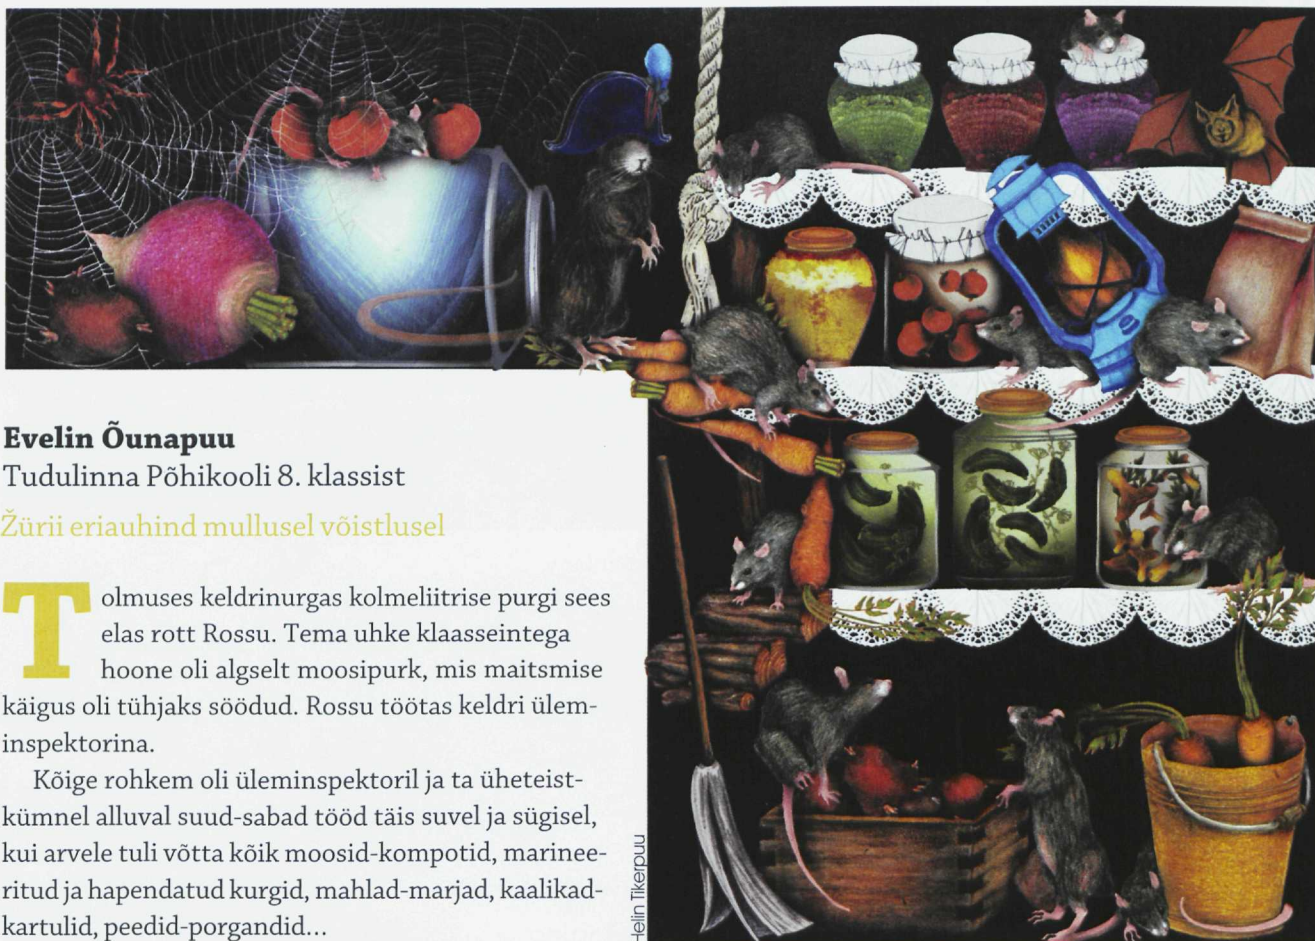 Evelin Õunapuu
Tudulinna Põhikooli 8. klassist
Žürii eriauhind mullusel võistlusel
Tolmuses keldrinurgas kolmeliitrise purgi sees
elas rott Rossu. Tema uhke klaasseintega
hoone oli algselt moosipurk, mis maitsmise
käigus oli tühjaks söödud. Rossu töötas keldri ülem-
inspektorina.
Kõige rohkem oli üleminspektoril ja ta üheteist-
kümnel alluval suud-sabad tööd täis suvel ja sügisel,
kui arvele tuli võtta kõik moosid-kompotid, marinee-
ritud ja hapendatud kurgid, mahlad-marjad, kaalikad-
kartulid, peedid-porgandid...
Helin Tikerpuu